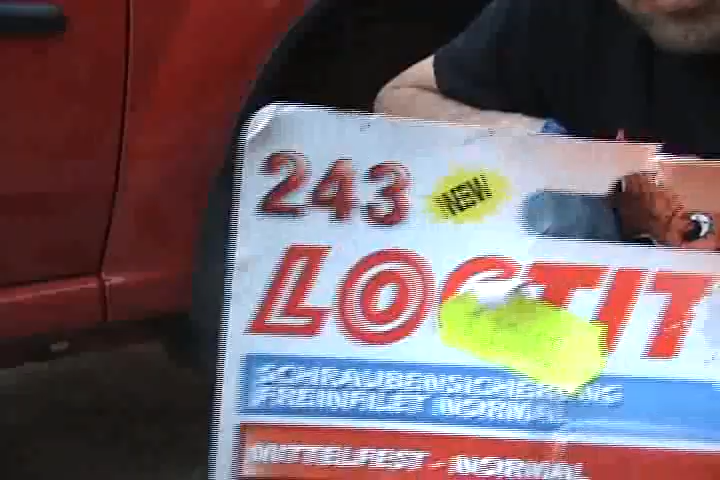 243 NEW
LOCTIT
SCHRAUBENSICHERUNG
FREINFILET NORMAL
MITTELFEST - NORMAL